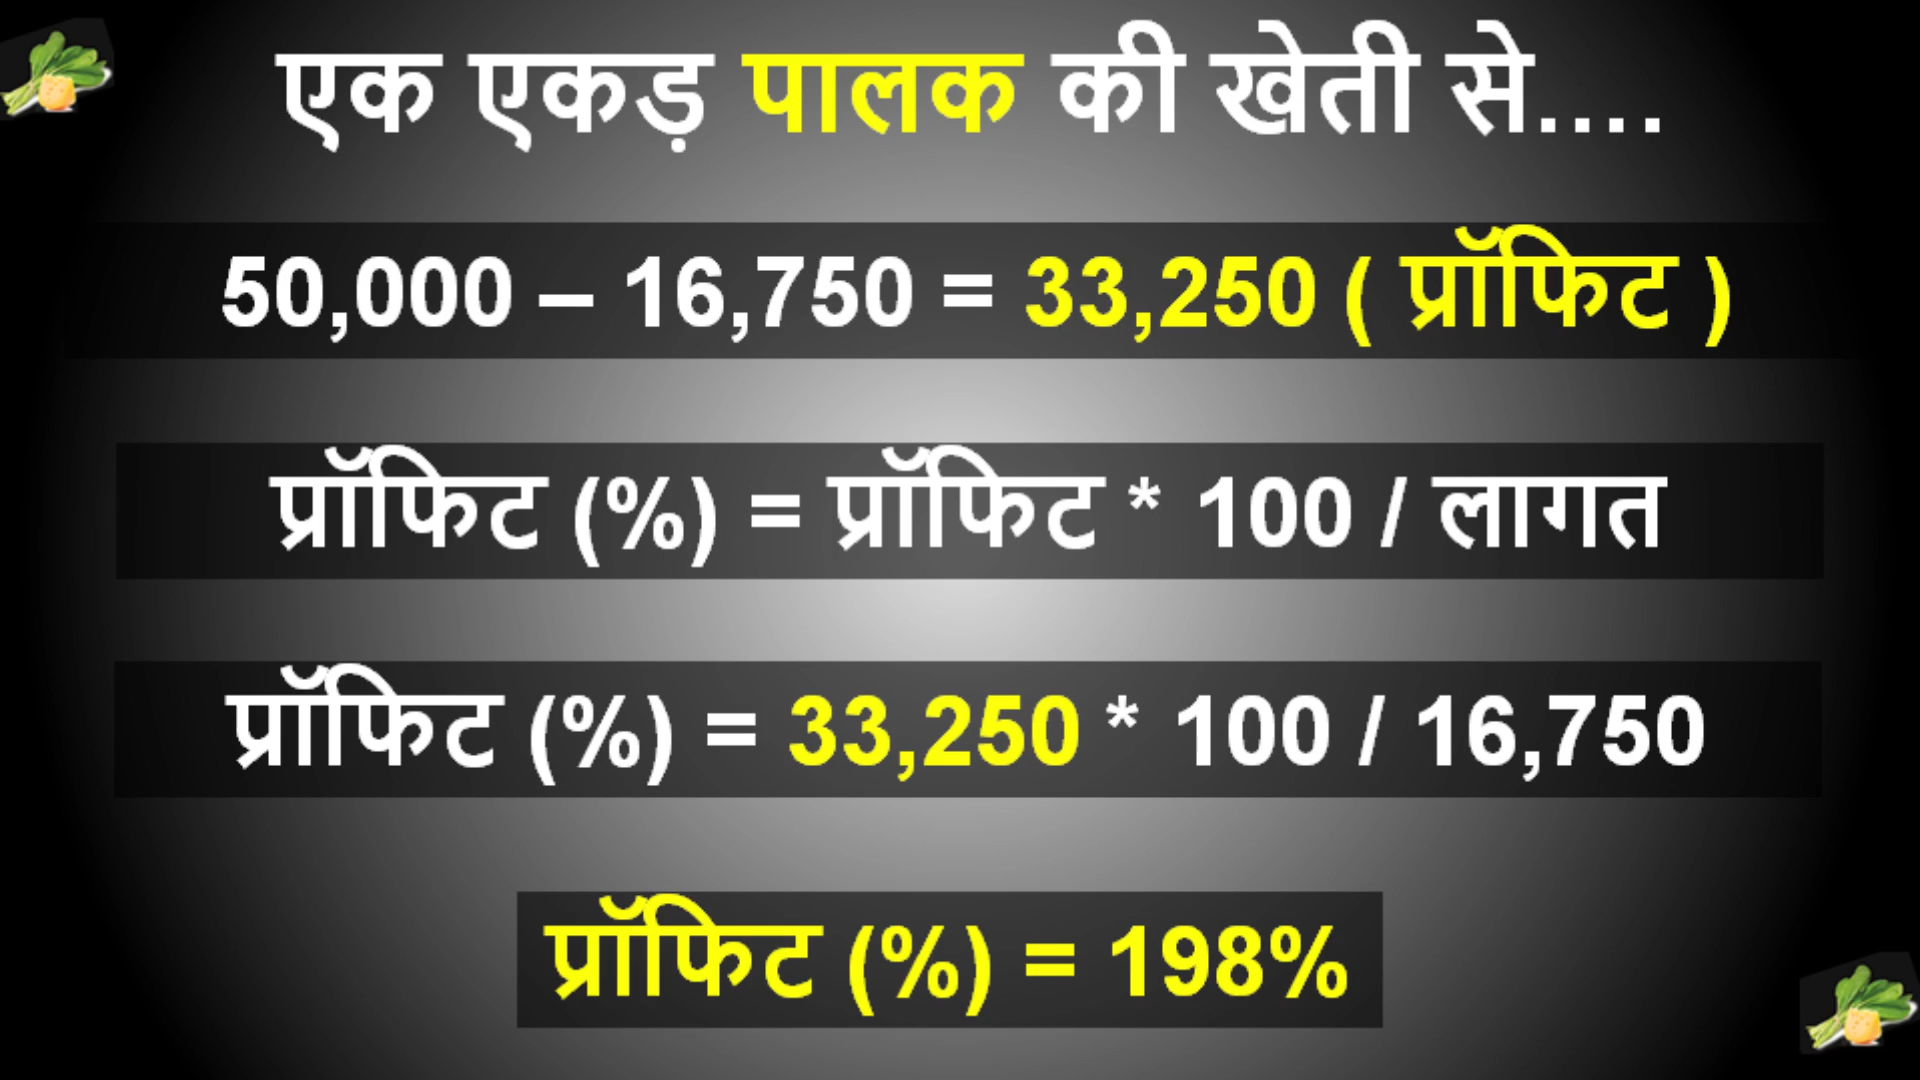 एक एकड़ पालक की खेती से....
50,000 – 16,750 = 33,250 ( प्रॉफिट )
प्रॉफिट (%) = प्रॉफिट * 100 / लागत
प्रॉफिट (%) = 33,250 * 100 / 16,750
प्रॉफिट (%) = 198%